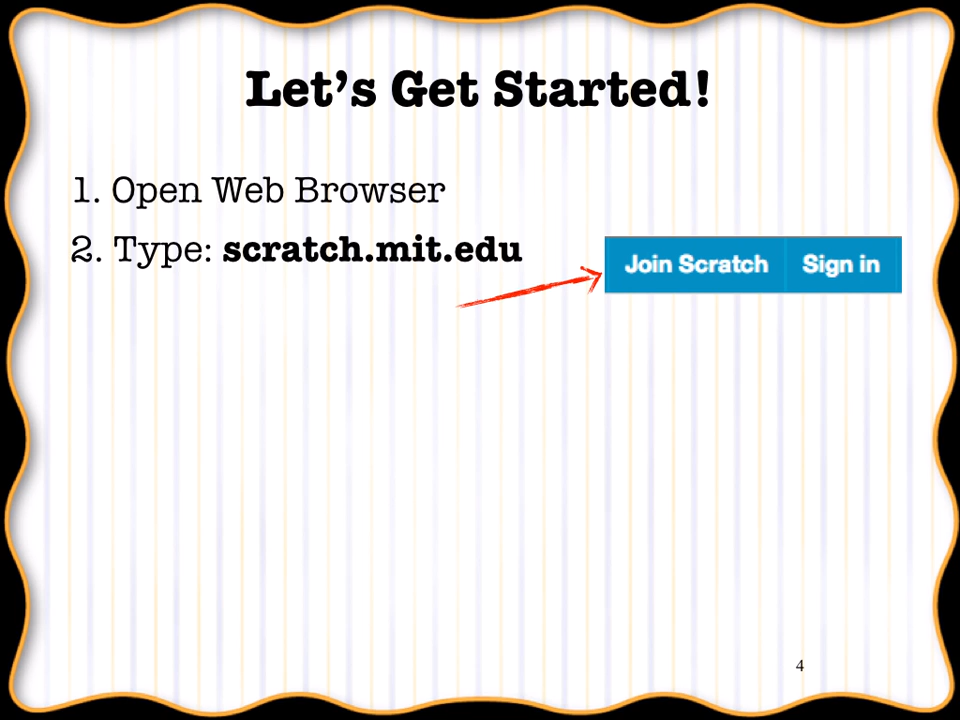 Let’s Get Started!
1. Open Web Browser
2. Type: scratch.mit.edu
Join Scratch Sign in
4